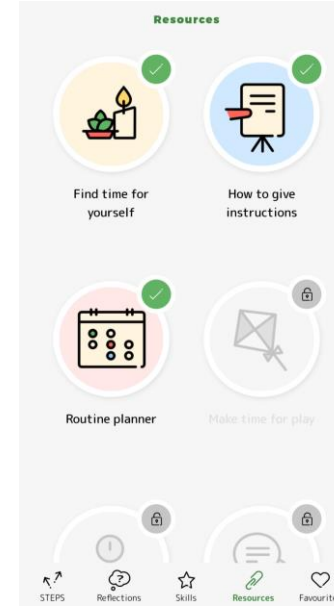 Resources
Find time for
yourself
How to give
instructions
Routine planner
Make time for play
STEPS
Reflections
Skills
Resources
Favourite